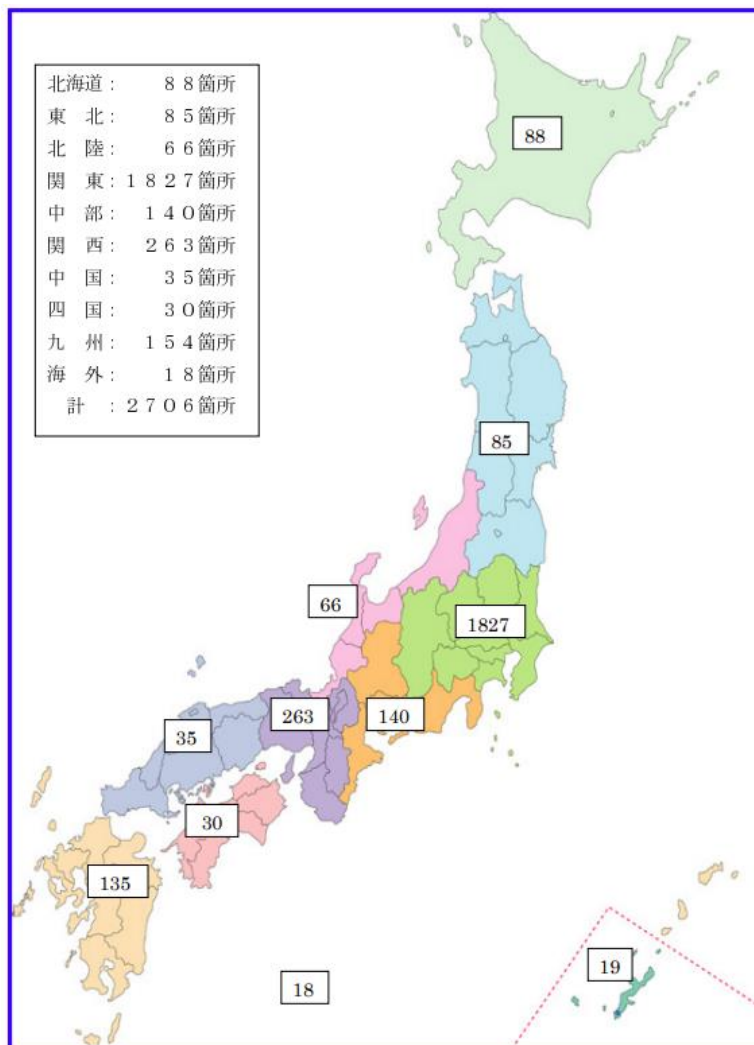 北海道： ８８箇所
東 北： ８５箇所
北 陸： ６６箇所
関 東：１８２７箇所
中 部： １４０箇所
関 西： ２６３箇所
中 国： ３５箇所
四 国： ３０箇所
九 州： １５４箇所
海 外： １８箇所
計 ：２７０６箇所
88
85
66
1827
263
140
35
30
135
19
18